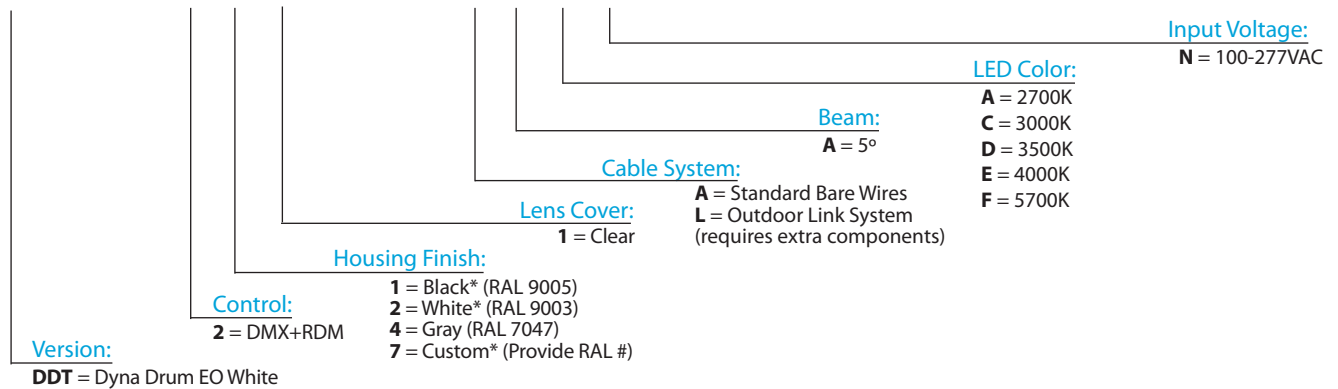 Input Voltage:
N = 100-277VAC
LED Color:
A = 2700K
C = 3000K
D = 3500K
E = 4000K
F = 5700K
Beam:
A = 5º
Cable System:
A = Standard Bare Wires
L = Outdoor Link System
(requires extra components)
Lens Cover:
1 = Clear
Housing Finish:
1 = Black* (RAL 9005)
2 = White* (RAL 9003)
4 = Gray (RAL 7047)
7 = Custom* (Provide RAL #)
Control:
2 = DMX+RDM
Version:
DDT = Dyna Drum EO White